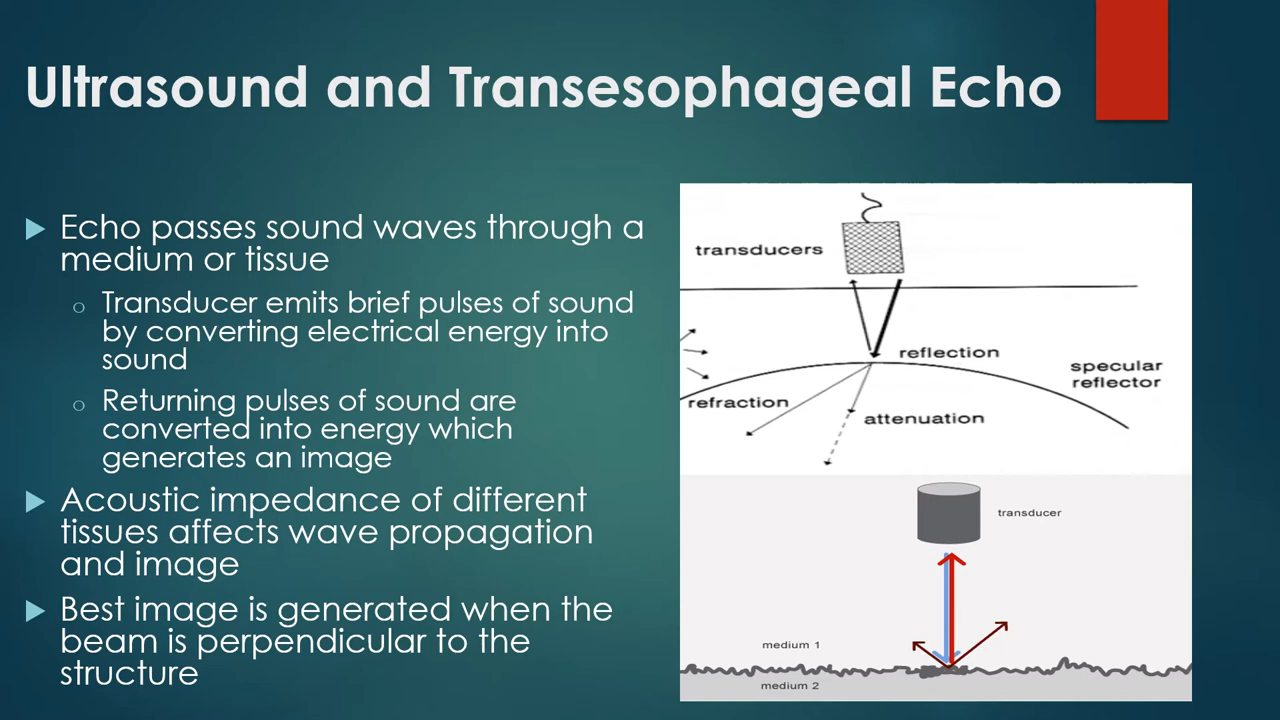 Ultrasound and Transesophageal Echo
Echo passes sound waves through a
medium or tissue
Transducer emits brief pulses of sound
by converting electrical energy into
sound
Returning pulses of sound are
converted into energy which
generates an image
Acoustic impedance of different
tissues affects wave propagation
and image
Best image is generated when the
beam is perpendicular to the
structure
transducers
reflection
specular
reflector
refraction
attenuation
transducer
medium 1
medium 2